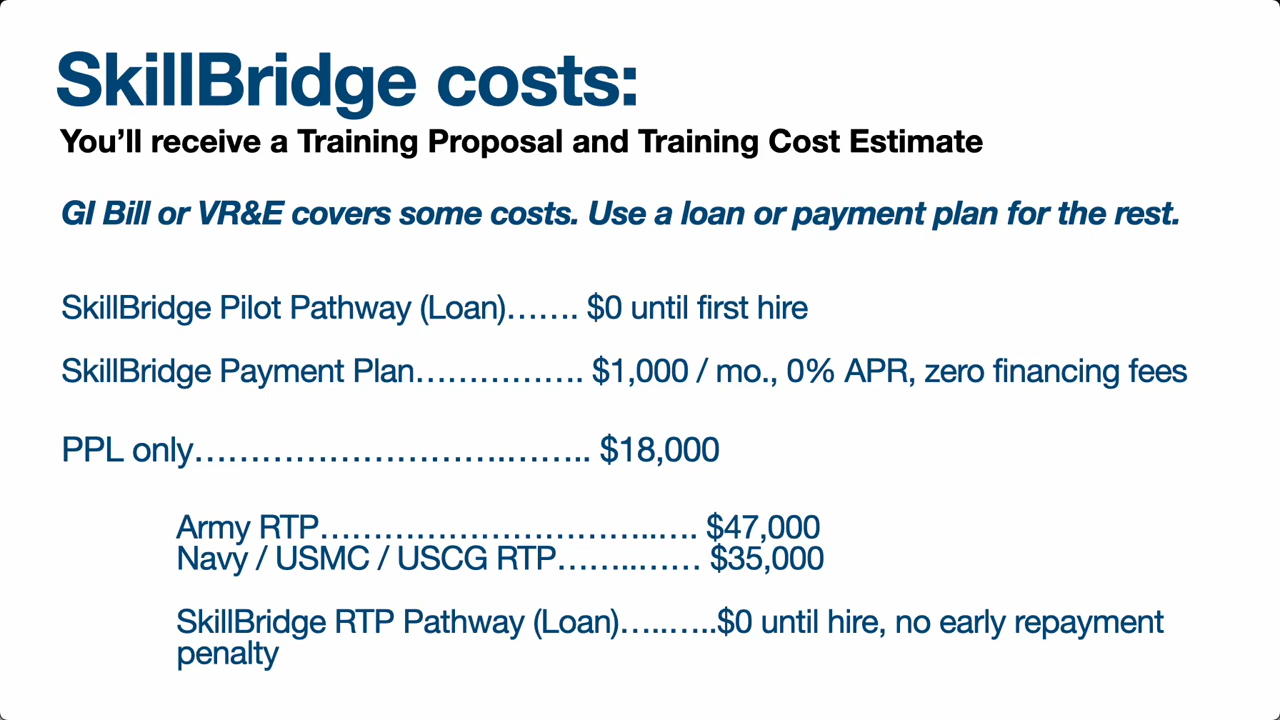 SkillBridge costs:
You’ll receive a Training Proposal and Training Cost Estimate
GI Bill or VR&E covers some costs. Use a loan or payment plan for the rest.
SkillBridge Pilot Pathway (Loan)……. $0 until first hire
SkillBridge Payment Plan……………. $1,000 / mo., 0% APR, zero financing fees
PPL only……………………….…….. $18,000
Army RTP…………………………..…. $47,000
Navy / USMC / USCG RTP……..…… $35,000
SkillBridge RTP Pathway (Loan)…..…..$0 until hire, no early repayment
penalty